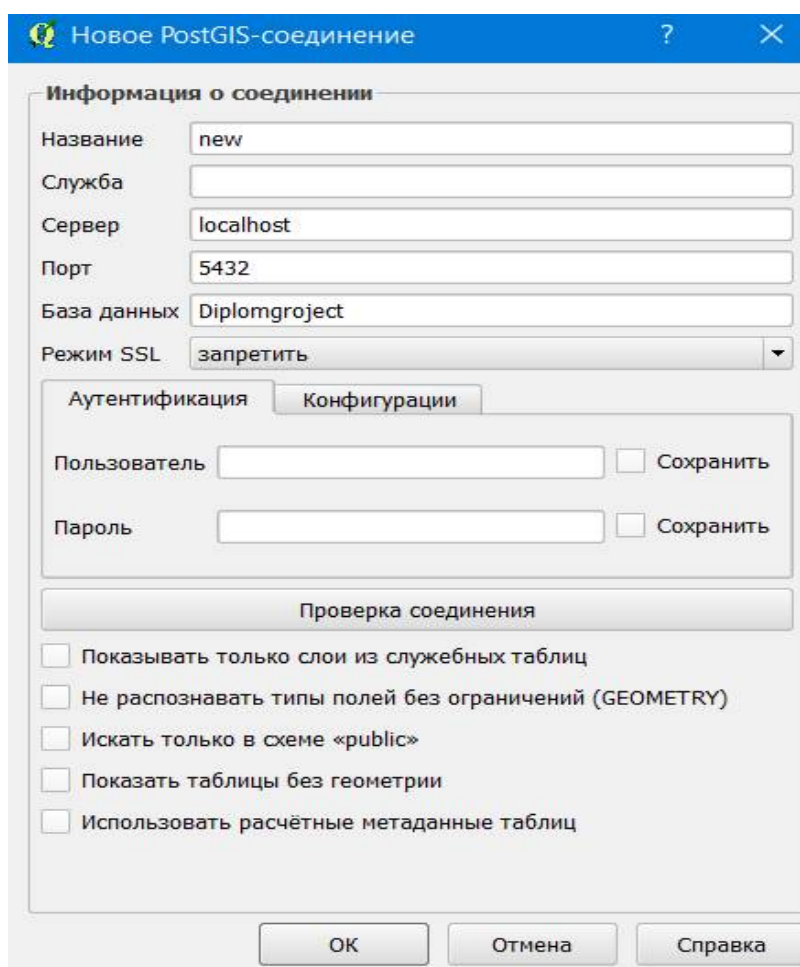 Новое PostGIS-соединение
Информация о соединении
Название new
Служба
Сервер localhost
Порт 5432
База данных Diplomgroject
Режим SSL запретить
Аутентификация Конфигурации
Пользователь Сохранить
Пароль Сохранить
Проверка соединения
Показывать только слои из служебных таблиц
Не распознавать типы полей без ограничений (GEOMETRY)
Искать только в схеме «public»
Показать таблицы без геометрии
Использовать расчётные метаданные таблиц
ОК Отмена Справка